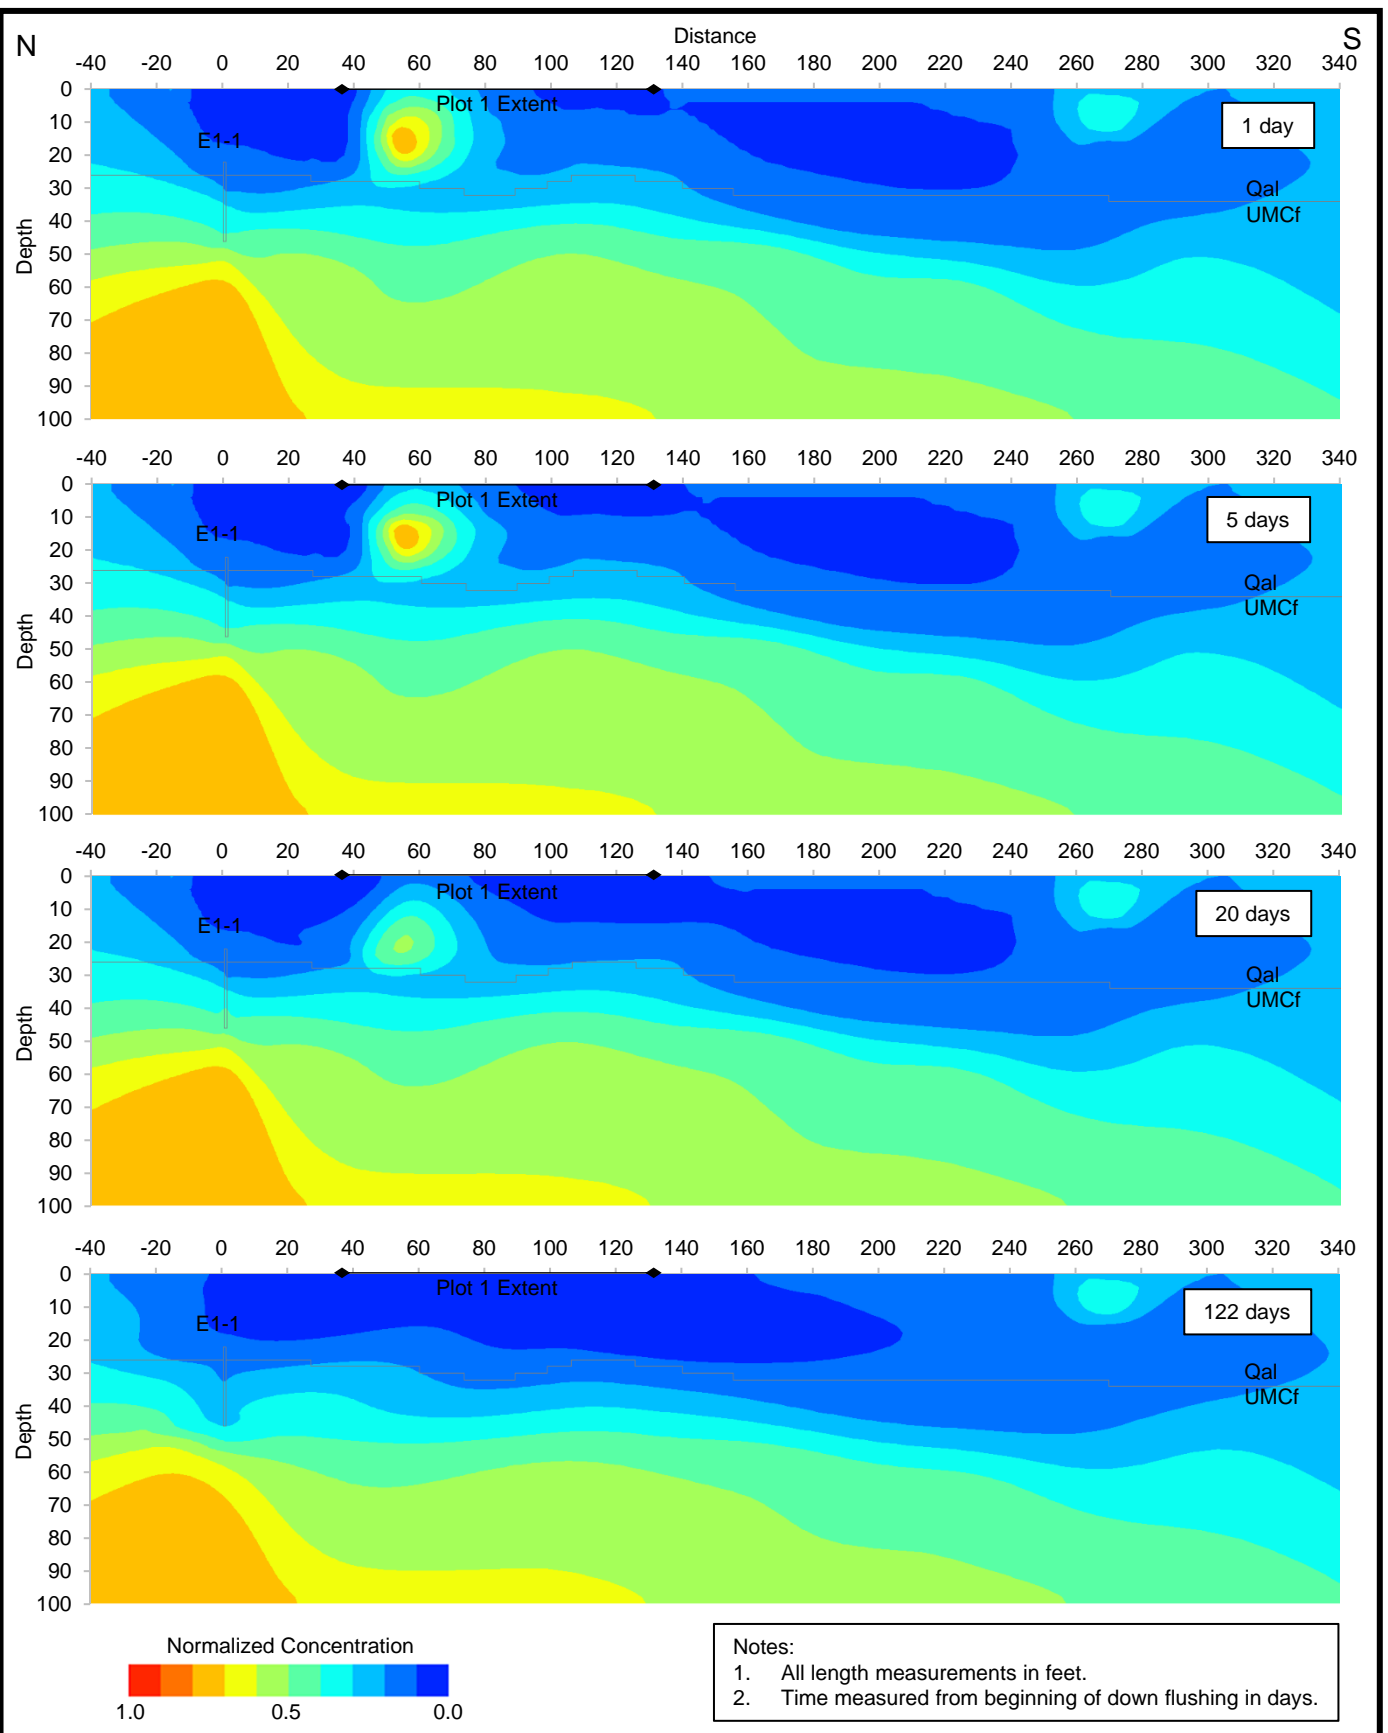 N Distance S
-40 -20 0 20 40 60 80 100 120 140 160 180 200 220 240 260 280 300 320 340
0
Plot 1 Extent
10
1 day
E1-1
20
30
Qal
40
UMCf
Depth
50
60
70
80
90
100
-40 -20 0 20 40 60 80 100 120 140 160 180 200 220 240 260 280 300 320 340
0
Plot 1 Extent
10
5 days
E1-1
20
30
Qal
40
UMCf
Depth
50
60
70
80
90
100
-40 -20 0 20 40 60 80 100 120 140 160 180 200 220 240 260 280 300 320 340
0
Plot 1 Extent
10
20 days
E1-1
20
30
Qal
40
UMCf
Depth
50
60
70
80
90
100
-40 -20 0 20 40 60 80 100 120 140 160 180 200 220 240 260 280 300 320 340
0
Plot 1 Extent
10
122 days
E1-1
20
30
Qal
40
UMCf
Depth
50
60
70
80
90
100
Normalized Concentration
1.0 0.5 0.0
Notes:
1. All length measurements in feet.
2. Time measured from beginning of down flushing in days.